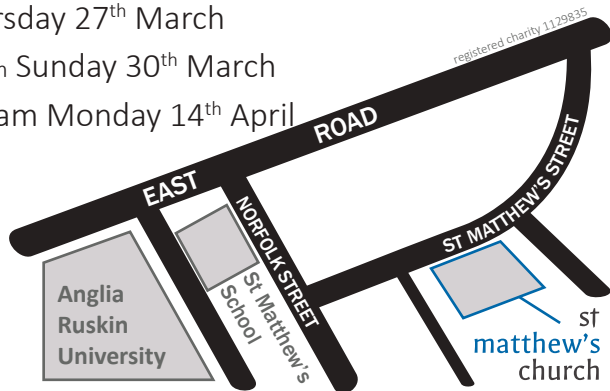 27th March
Sunday 30th March
am Monday 14th April
registered charity 1129835
EAST ROAD
NORFOLK STREET
ST MATTHEW'S STREET
St Matthew's
School
Anglia
Ruskin
University
st
matthew's
church